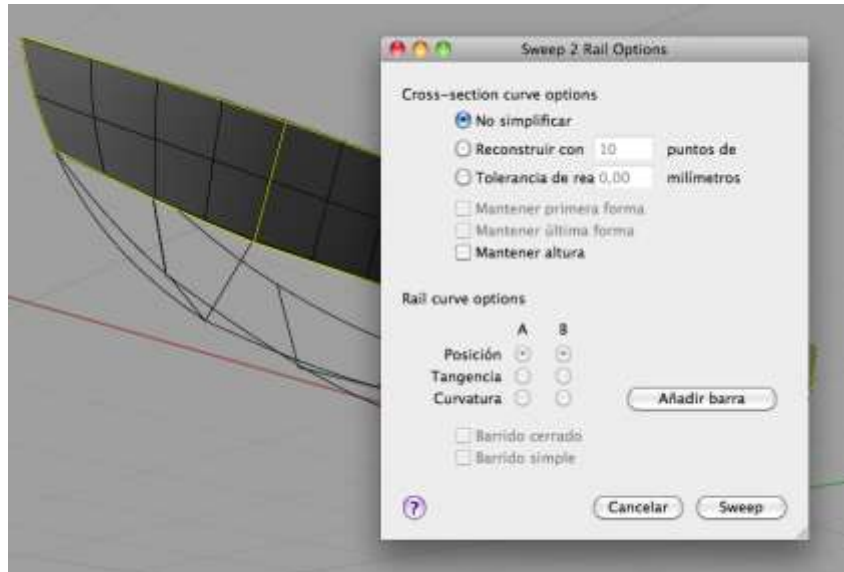 Sweep 2 Rail Options
Cross-section curve options
No simplificar
Reconstruir con 10 puntos de
Tolerancia de rea 0,00 milímetros
Mantener primera forma
Mantener última forma
Mantener altura
Rail curve options
A B
Posición
Tangencia
Curvatura
Añadir barra
Barrido cerrado
Barrido simple
? Cancelar Sweep